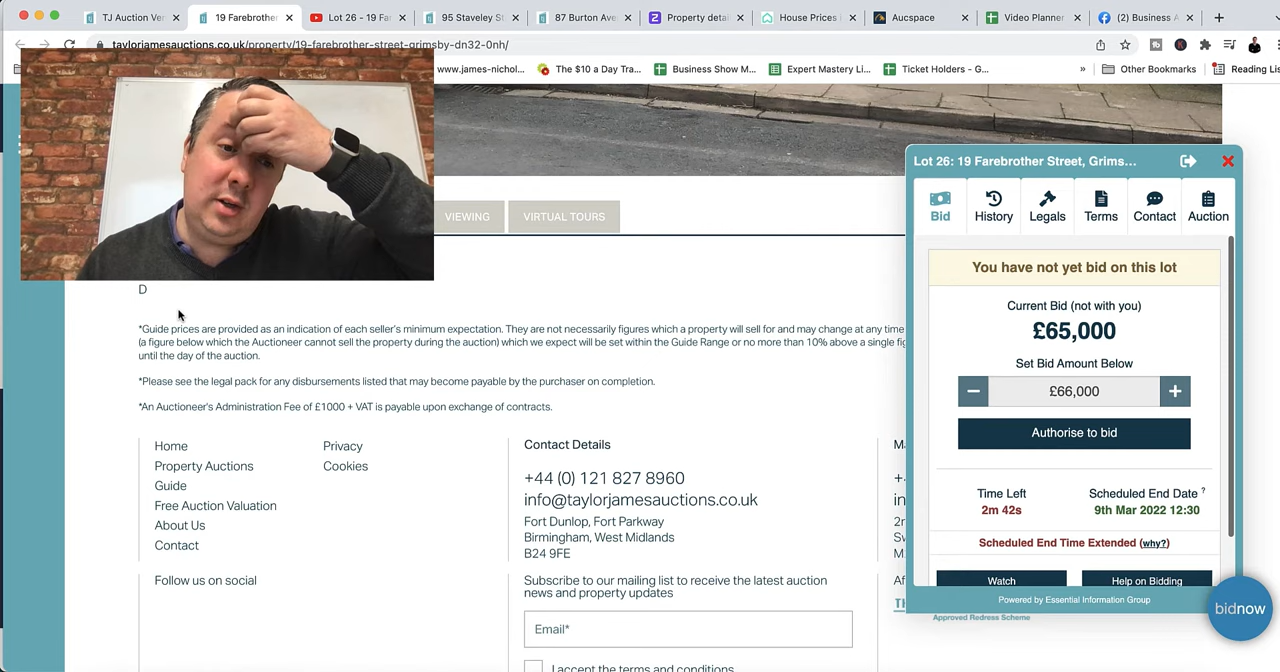 TJ Auction Ver
19 Farebrother
Lot 26 - 19 Far
95 Staveley St
87 Burton Ave
Property detai
House Prices
Aucspace
Video Planner
(2) Business A
taylorjamesauctions.co.uk/property/19-farebrother-street-grimsby-dn32-0nh/
www.james-nichol...
The $10 a Day Tra...
Business Show M...
Expert Mastery Li...
Ticket Holders - G...
»
Other Bookmarks
Reading Lis
VIEWING
VIRTUAL TOURS
D
*Guide prices are provided as an indication of each seller's minimum expectation. They are not necessarily figures which a property will sell for and may change at any time
(a figure below which the Auctioneer cannot sell the property during the auction) which we expect will be set within the Guide Range or no more than 10% above a single fig
until the day of the auction.
*Please see the legal pack for any disbursements listed that may become payable by the purchaser on completion.
*An Auctioneer's Administration Fee of £1000 + VAT is payable upon exchange of contracts.
Home
Property Auctions
Guide
Free Auction Valuation
About Us
Contact
Privacy
Cookies
Follow us on social
Contact Details
+44 (0) 121 827 8960
info@taylorjamesauctions.co.uk
Fort Dunlop, Fort Parkway
Birmingham, West Midlands
B24 9FE
Subscribe to our mailing list to receive the latest auction
news and property updates
Email*
I accept the terms and conditions
Lot 26: 19 Farebrother Street, Grims...
Bid
History
Legals
Terms
Contact
Auction
You have not yet bid on this lot
Current Bid (not with you)
£65,000
Set Bid Amount Below
£66,000
Authorise to bid
Time Left
2m 42s
Scheduled End Date ?
9th Mar 2022 12:30
Scheduled End Time Extended (why?)
Watch
Help on Bidding
Powered by Essential Information Group
Approved Redress Scheme
bidnow